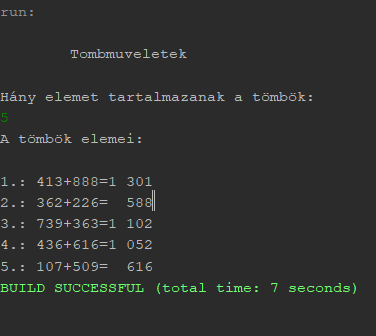 run:
Tombmuveletek
Hány elemet tartalmazanak a tömbök:
5
A tömbök elemei:
1.: 413+888=1 301
2.: 362+226=  588
3.: 739+363=1 102
4.: 436+616=1 052
5.: 107+509=  616
BUILD SUCCESSFUL (total time: 7 seconds)